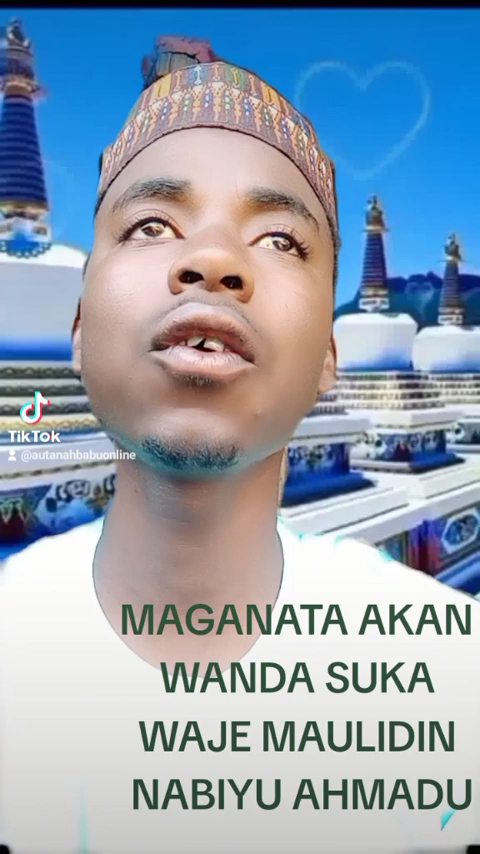 TikTok
@autanahbabuonline
MAGANATA AKAN
WANDA SUKA
WAJE MAULIDIN
NABIYU AHMADU